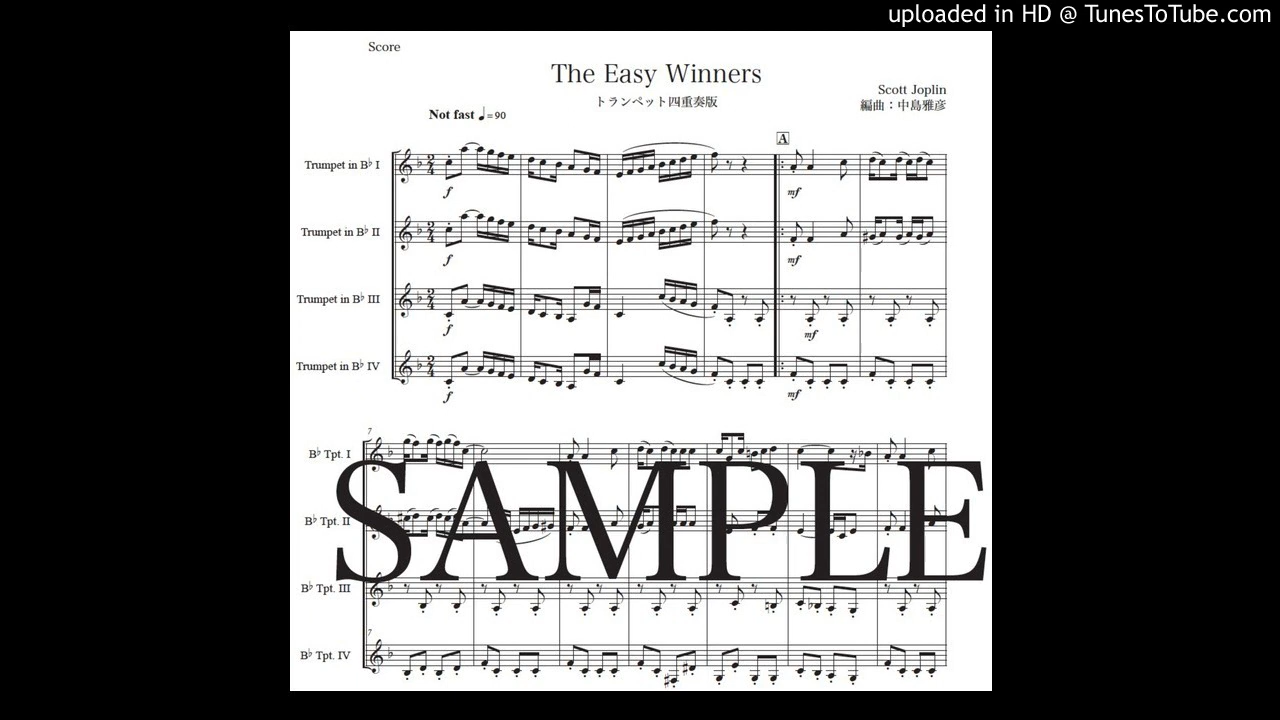 uploaded in HD @ TunesToTube.com
Score
The Easy Winners
トランペット四重奏版
Scott Joplin
編曲：中島雅彦
Not fast ♩=90
A
Trumpet in B♭ I
f
mf
Trumpet in B♭ II
f
mf
Trumpet in B♭ III
f
mf
Trumpet in B♭ IV
f
mf
7
B♭ Tpt. I
SAMPLE
B♭ Tpt. II
B♭ Tpt. III
7
B♭ Tpt. IV